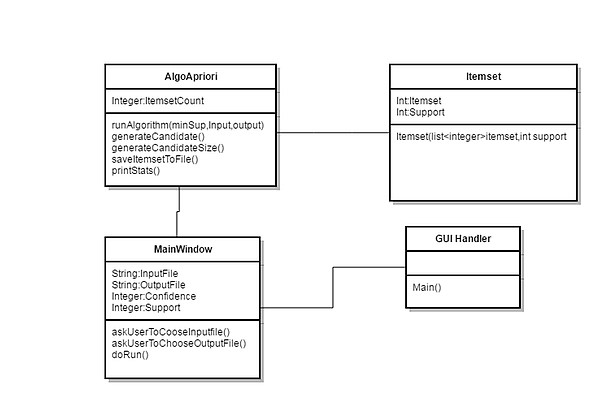 AlgoApriori
Integer:ItemsetCount
runAlgorithm(minSup,Input,output)
generateCandidate()
generateCandidateSize()
saveItemsetToFile()
printStats()
Itemset
Int:Itemset
Int:Support
Itemset(list<integer>itemset,int support
MainWindow
String:InputFile
String:OutputFile
Integer:Confidence
Integer:Support
askUserToCooseInputfile()
askUserToChooseOutputFile()
doRun()
GUI Handler
Main()